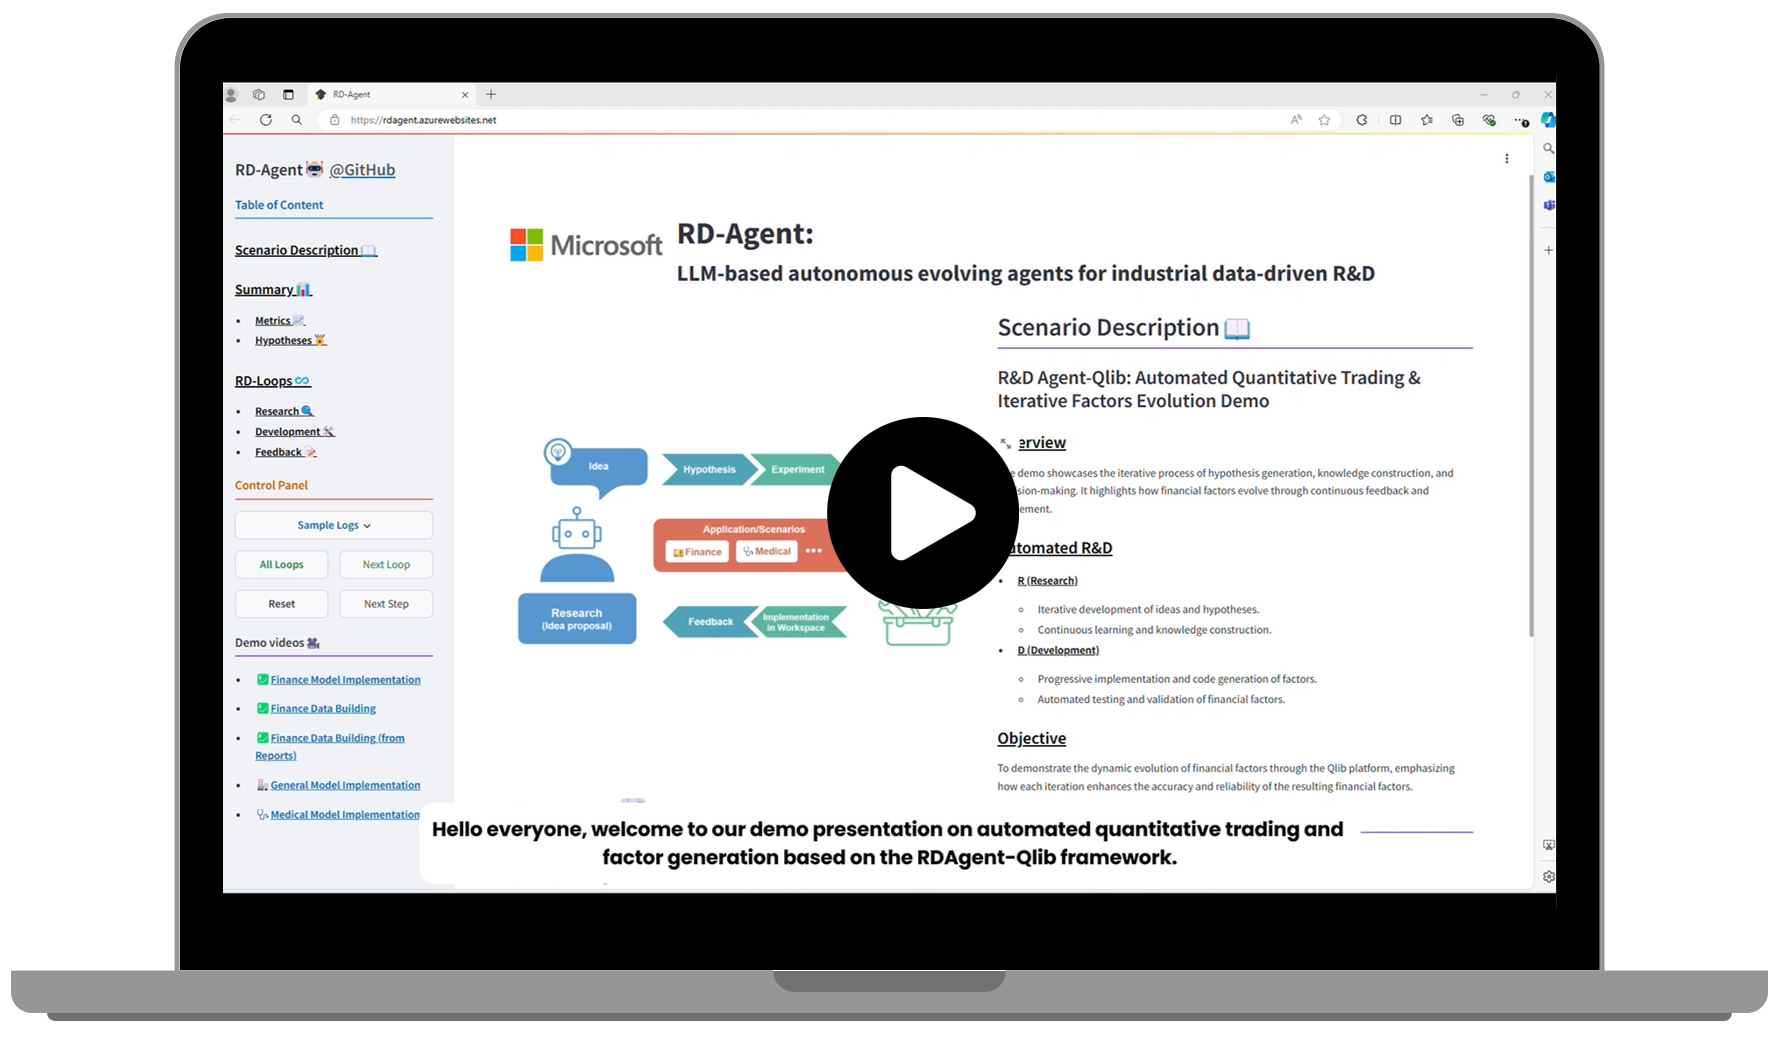 RD-Agent
https://rdagent.azurewebsites.net
RD-Agent @GitHub
Table of Content
Scenario Description
Summary
Metrics
Hypotheses
RD-Loops
Research
Development
Feedback
Control Panel
Sample Logs
All Loops
Next Loop
Reset
Next Step
Demo videos
Finance Model Implementation
Finance Data Building
Finance Data Building (from
Reports)
General Model Implementation
Medical Model Implementation
Microsoft
RD-Agent:
LLM-based autonomous evolving agents for industrial data-driven R&D
Idea
Hypothesis
Experiment
Application/Scenarios
Finance
Medical
•••
Research
(Idea proposal)
Feedback
Implementation
in Workspace
Scenario Description
R&D Agent-Qlib: Automated Quantitative Trading &
Iterative Factors Evolution Demo
erview
e demo showcases the iterative process of hypothesis generation, knowledge construction, and
sion-making. It highlights how financial factors evolve through continuous feedback and
ement.
utomated R&D
R (Research)
Iterative development of ideas and hypotheses.
Continuous learning and knowledge construction.
D (Development)
Progressive implementation and code generation of factors.
Automated testing and validation of financial factors.
Objective
To demonstrate the dynamic evolution of financial factors through the Qlib platform, emphasizing
how each iteration enhances the accuracy and reliability of the resulting financial factors.
Hello everyone, welcome to our demo presentation on automated quantitative trading and
factor generation based on the RDAgent-Qlib framework.